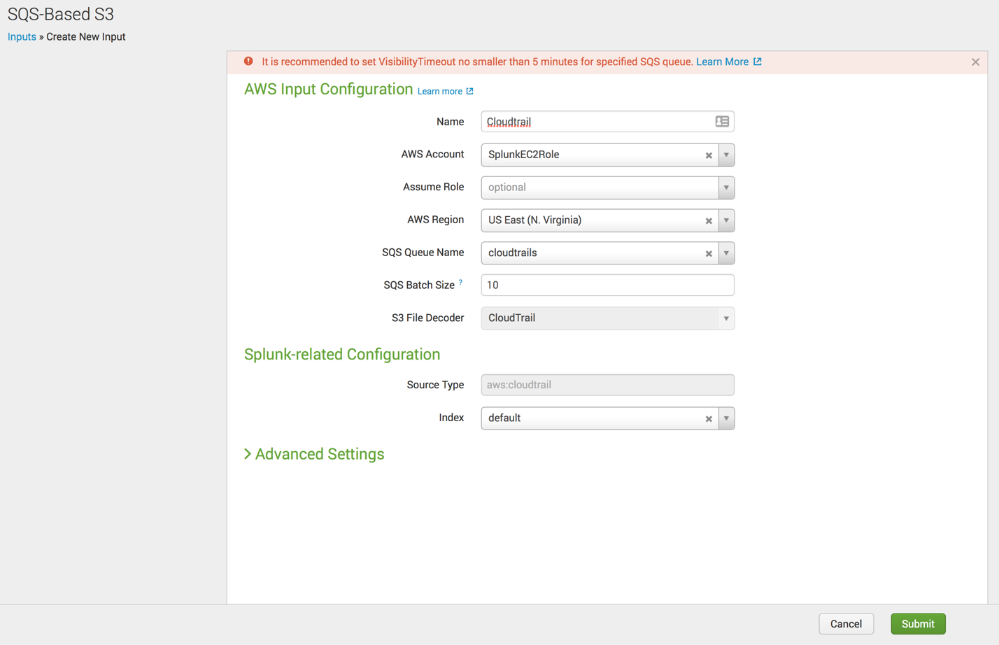 SQS-Based S3
Inputs » Create New Input
It is recommended to set VisibilityTimeout no smaller than 5 minutes for specified SQS queue. Learn More
AWS Input Configuration Learn more
Name Cloudtrail
AWS Account SplunkEC2Role
Assume Role optional
AWS Region US East (N. Virginia)
SQS Queue Name cloudtrails
SQS Batch Size ? 10
S3 File Decoder CloudTrail
Splunk-related Configuration
Source Type aws:cloudtrail
Index default
Advanced Settings
Cancel Submit